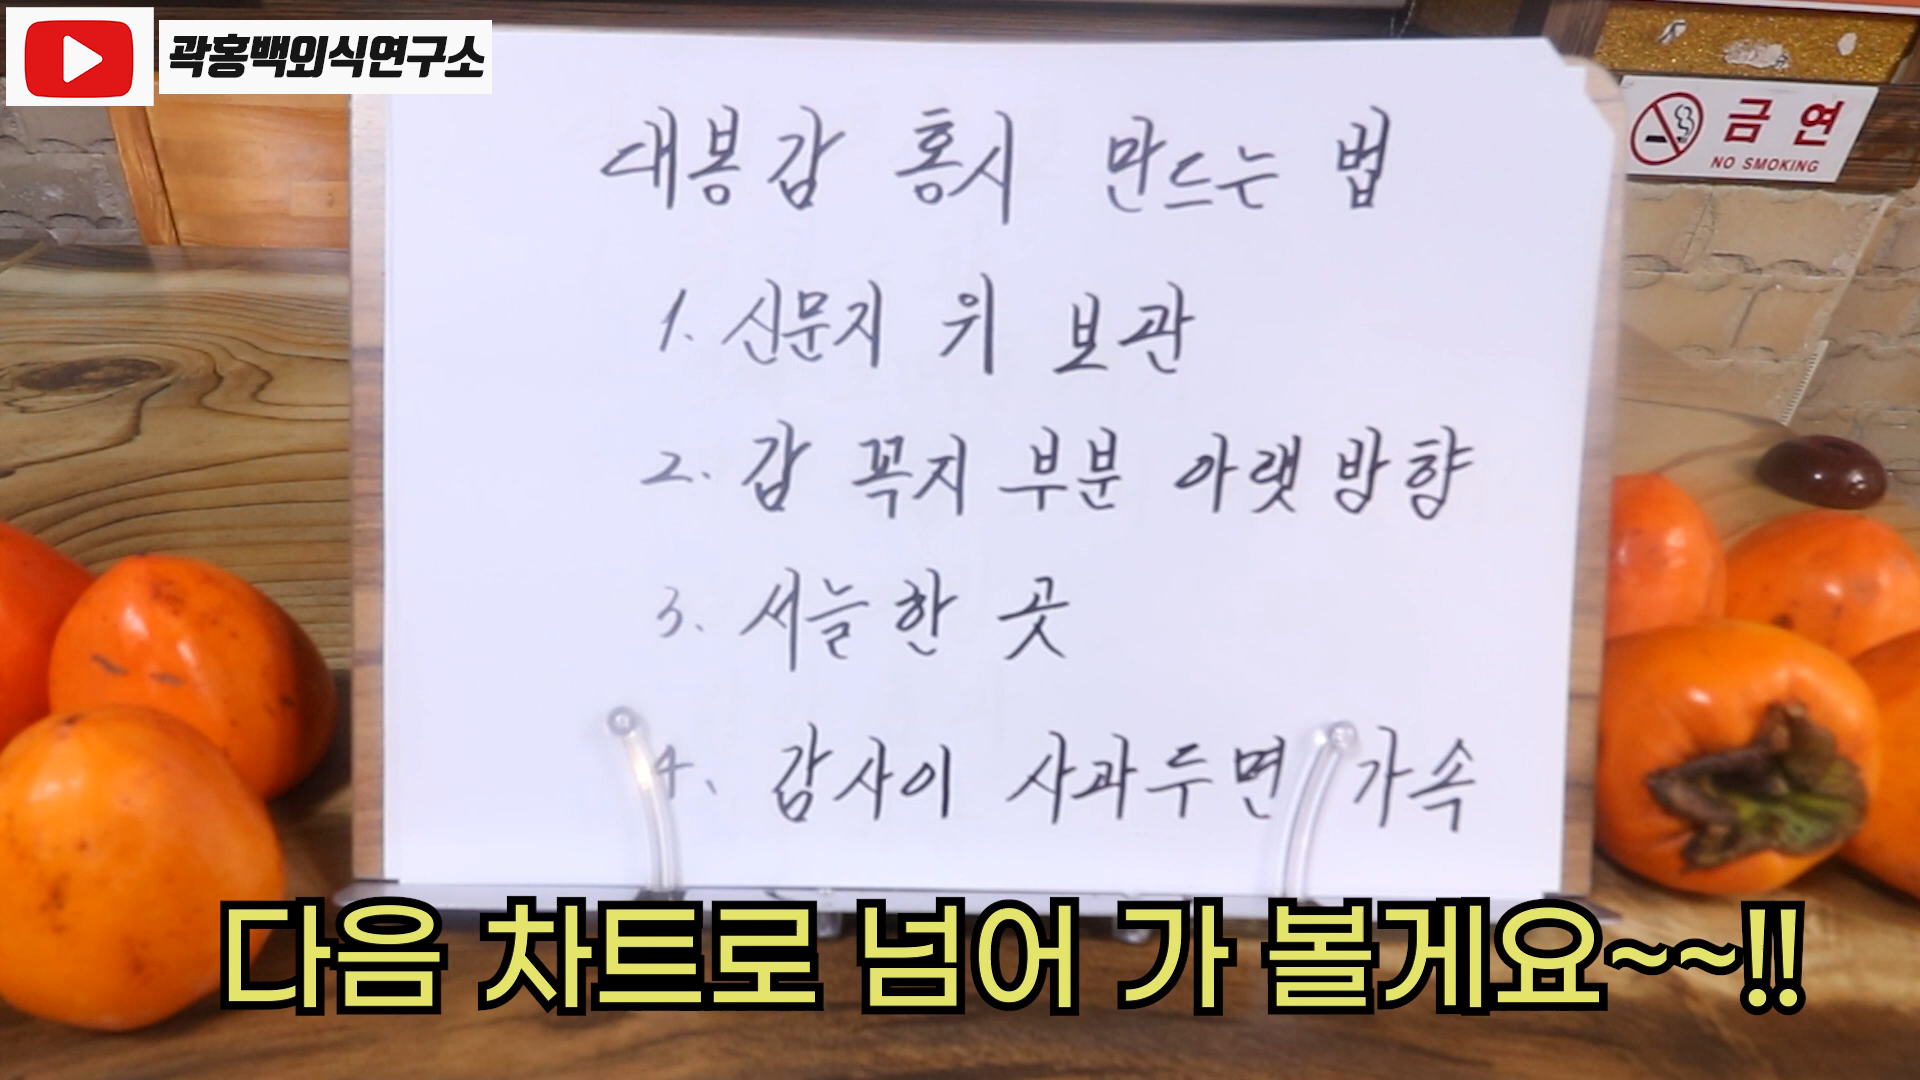 곽홍백외식연구소
금연
NO SMOKING
대봉감 홍시 만드는 법
1. 신문지 위 보관
2. 감 꼭지 부분 아랫방향
3. 서늘한 곳
4. 감사이 사과두면 가속
다음 차트로 넘어 가 볼게요~~!!